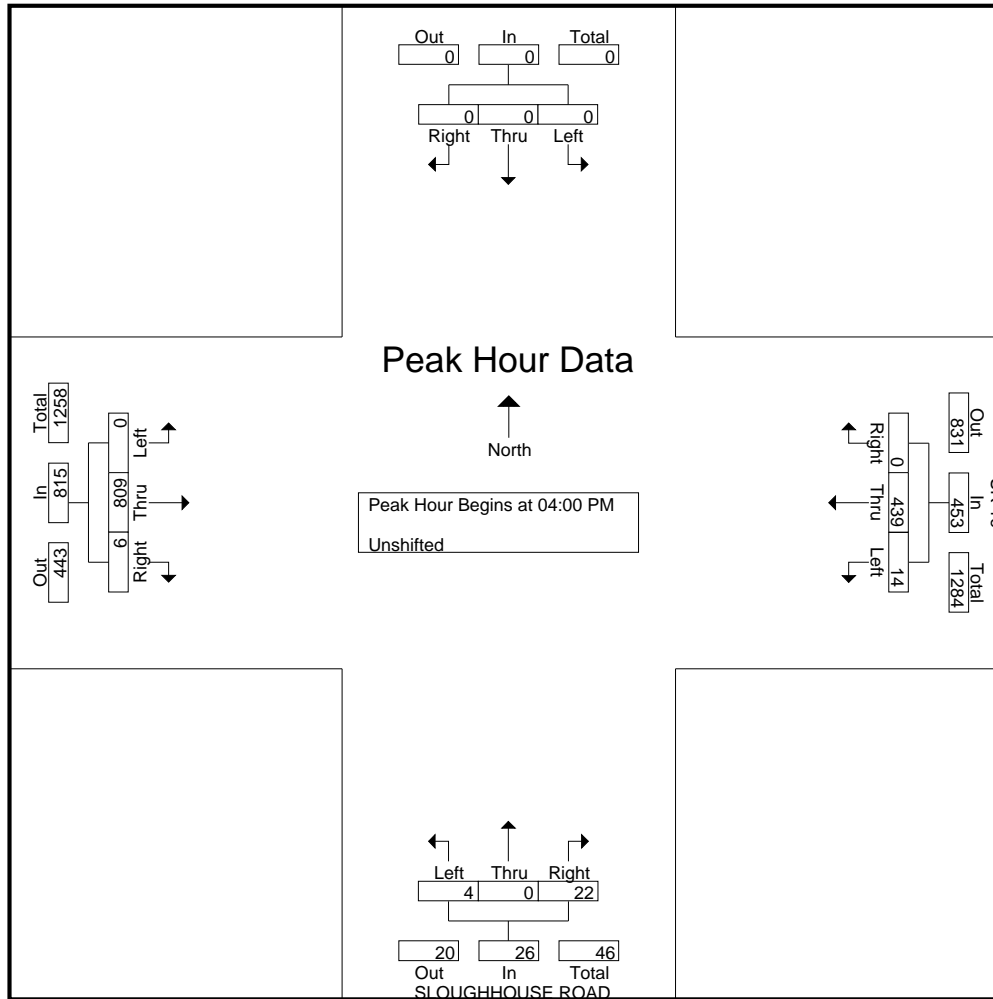 Out In Total
0 0 0
0 0 0
Right Thru Left
Peak Hour Data
North
Peak Hour Begins at 04:00 PM
Unshifted
Total 1258
In 815
Out 443
0 Left
809 Thru
6 Right
Right 0
Thru 439
Left 14
Out 831
In 453
Total 1284
Left Thru Right
4 0 22
20 26 46
Out In Total
SLOUGHHOUSE ROAD